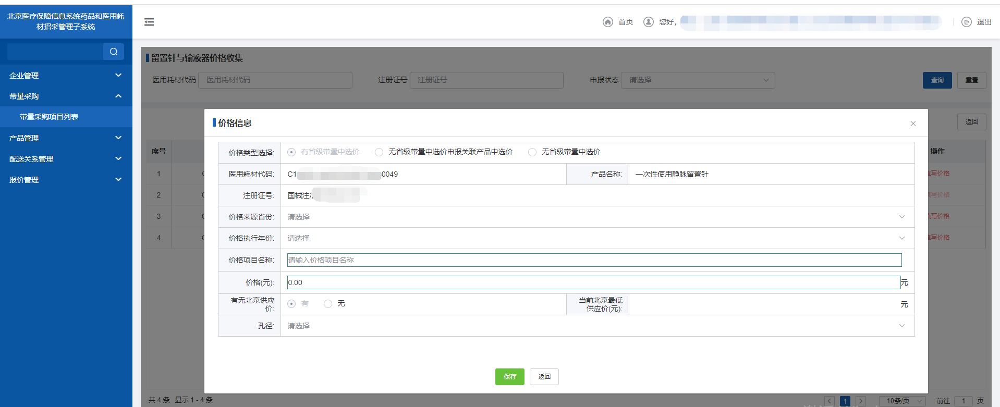 北京医疗保障信息系统药品和医用耗
材招采管理子系统
首页
您好,
退出
企业管理
带量采购
带量采购项目列表
产品管理
配送关系管理
报价管理
留置针与输液器价格收集
医用耗材代码 医用耗材代码
注册证号 注册证号
申报状态 请选择
查询 重置
返回
序号 操作
1 填写价格
2 填写价格
3 填写价格
4 填写价格
价格信息
价格类型选择: 有省级带量中选价 无省级带量中选价申报关联产品中选价 无省级带量中选价
医用耗材代码: C1 0049 产品名称: 一次性使用静脉留置针
注册证号: 国械注
价格来源省份: 请选择
价格执行年份: 请选择
价格项目名称: 请输入价格项目名称
价格(元): 0.00 元
有无北京供应
价: 有 无
当前北京最低
供应价(元): 元
孔径: 请选择
保存 返回
共 4 条 显示 1 - 4 条
1 10条/页 前往 1 页